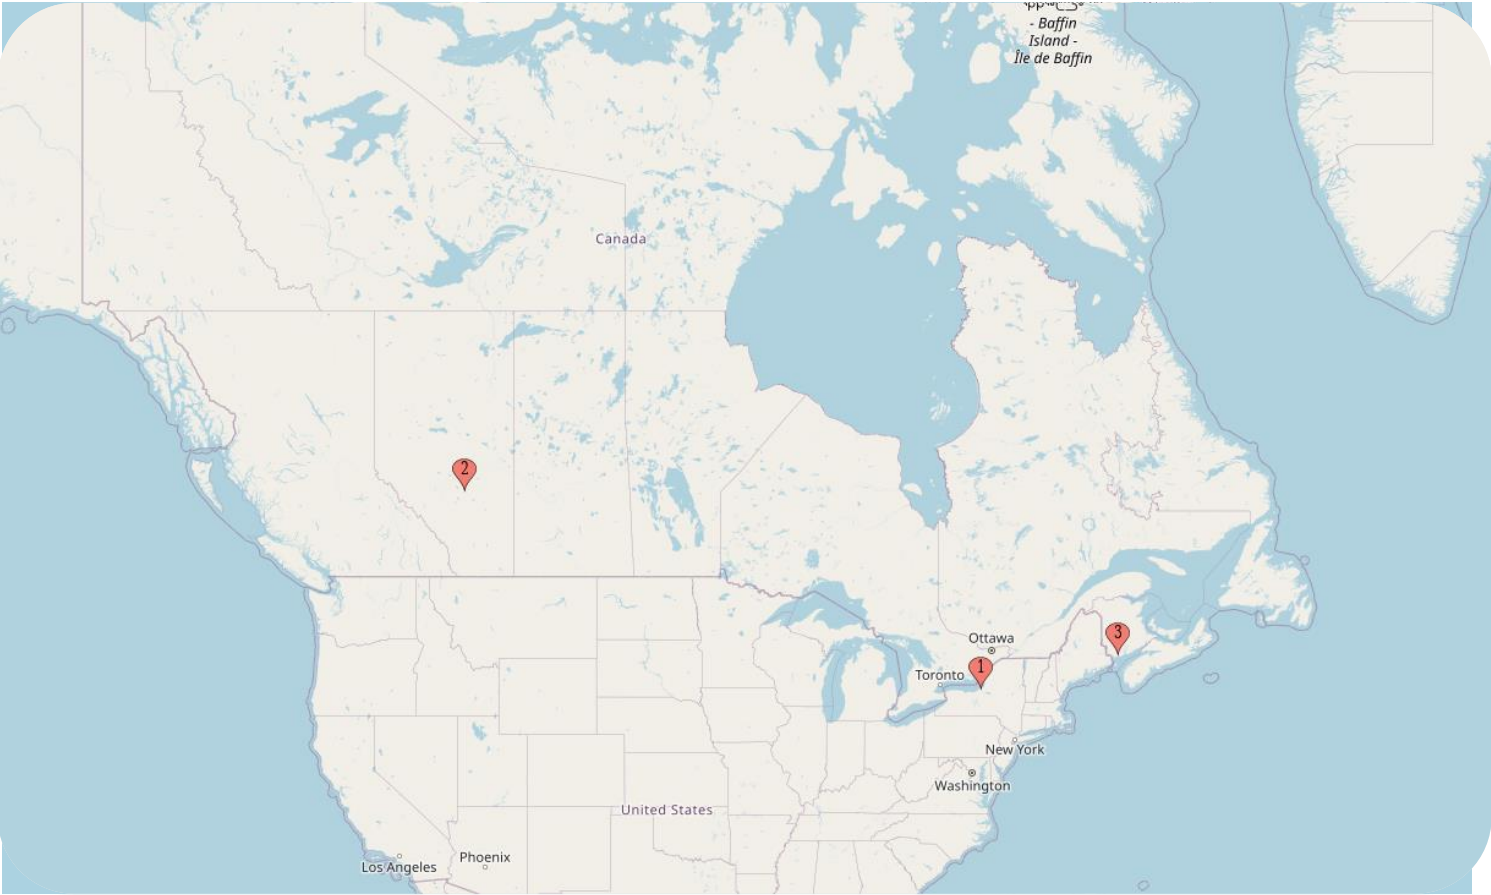 - Baffin
Island -
Île de Baffin
Canada
2
3
Ottawa
1
Toronto
New York
Washington
United States
Phoenix
Los Angeles